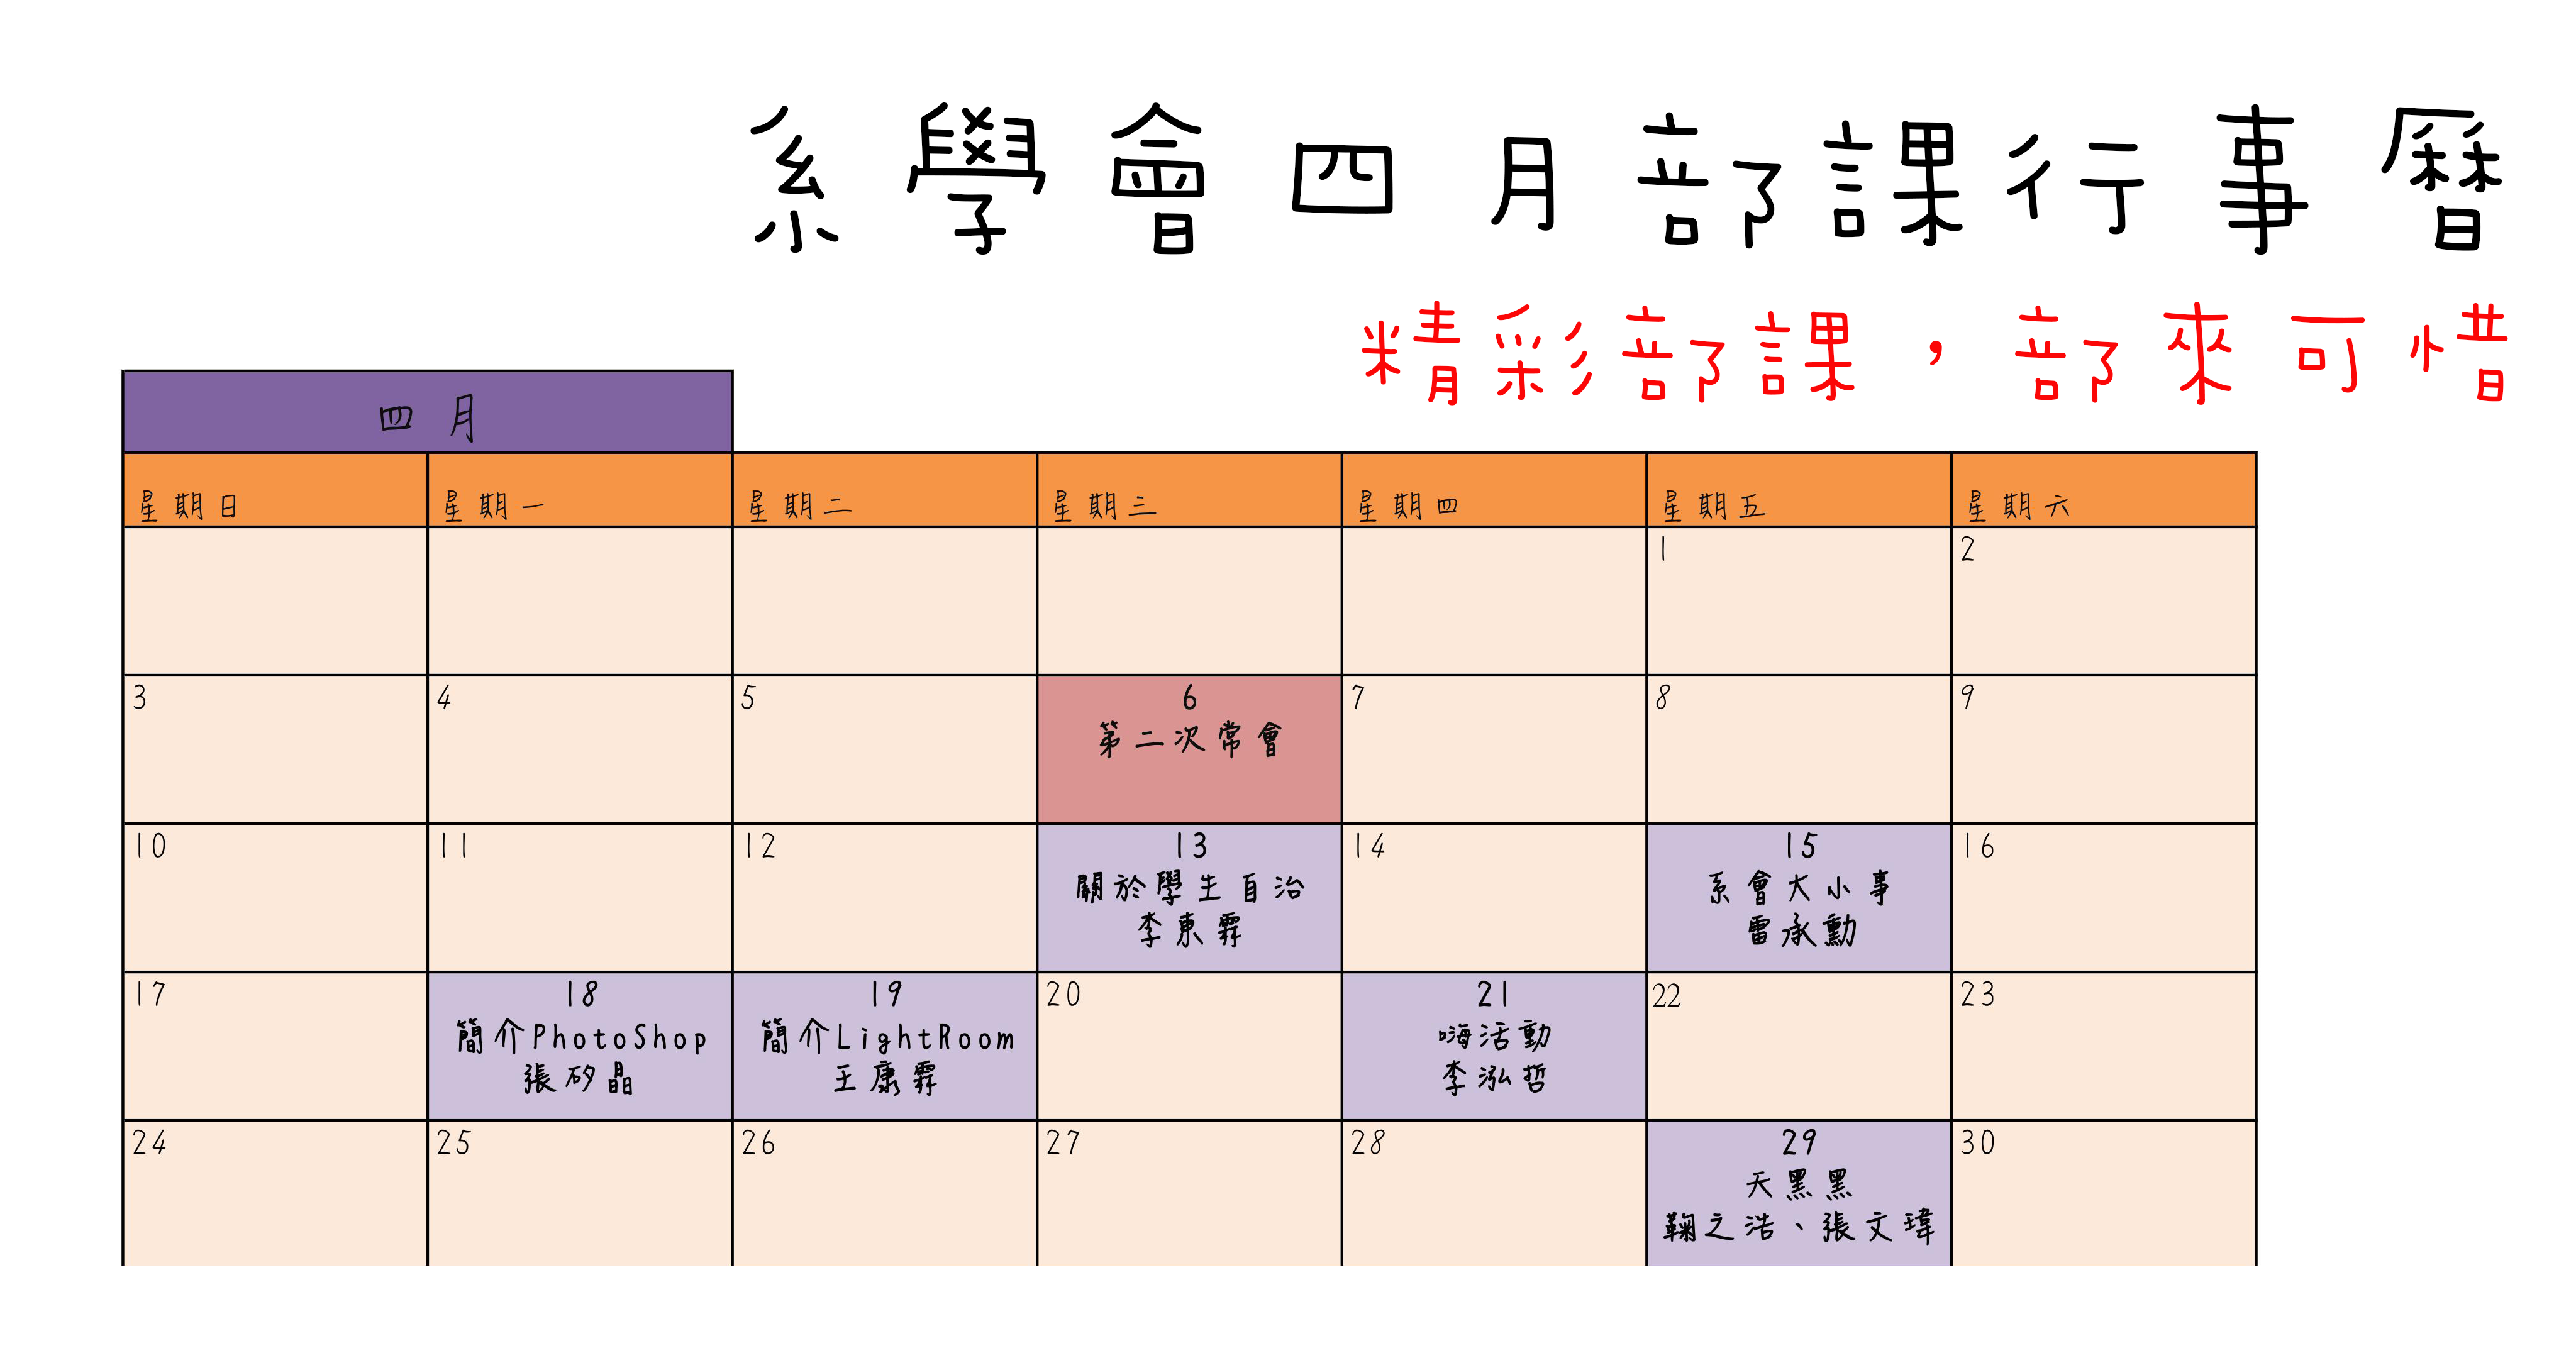 系學會四月部課行事曆
精彩部課，部來可惜
四月
星期日 星期一 星期二 星期三 星期四 星期五 星期六
1 2
3 4 5 6 7 8 9
第二次常會
10 11 12 13 14 15 16
關於學生自治 系會大小事
李東霖 雷承勳
17 18 19 20 21 22 23
簡介PhotoShop 簡介LightRoom 嗨活動
張矽晶 王康霖 李泓哲
24 25 26 27 28 29 30
天黑黑
鞠之浩、張文瑋